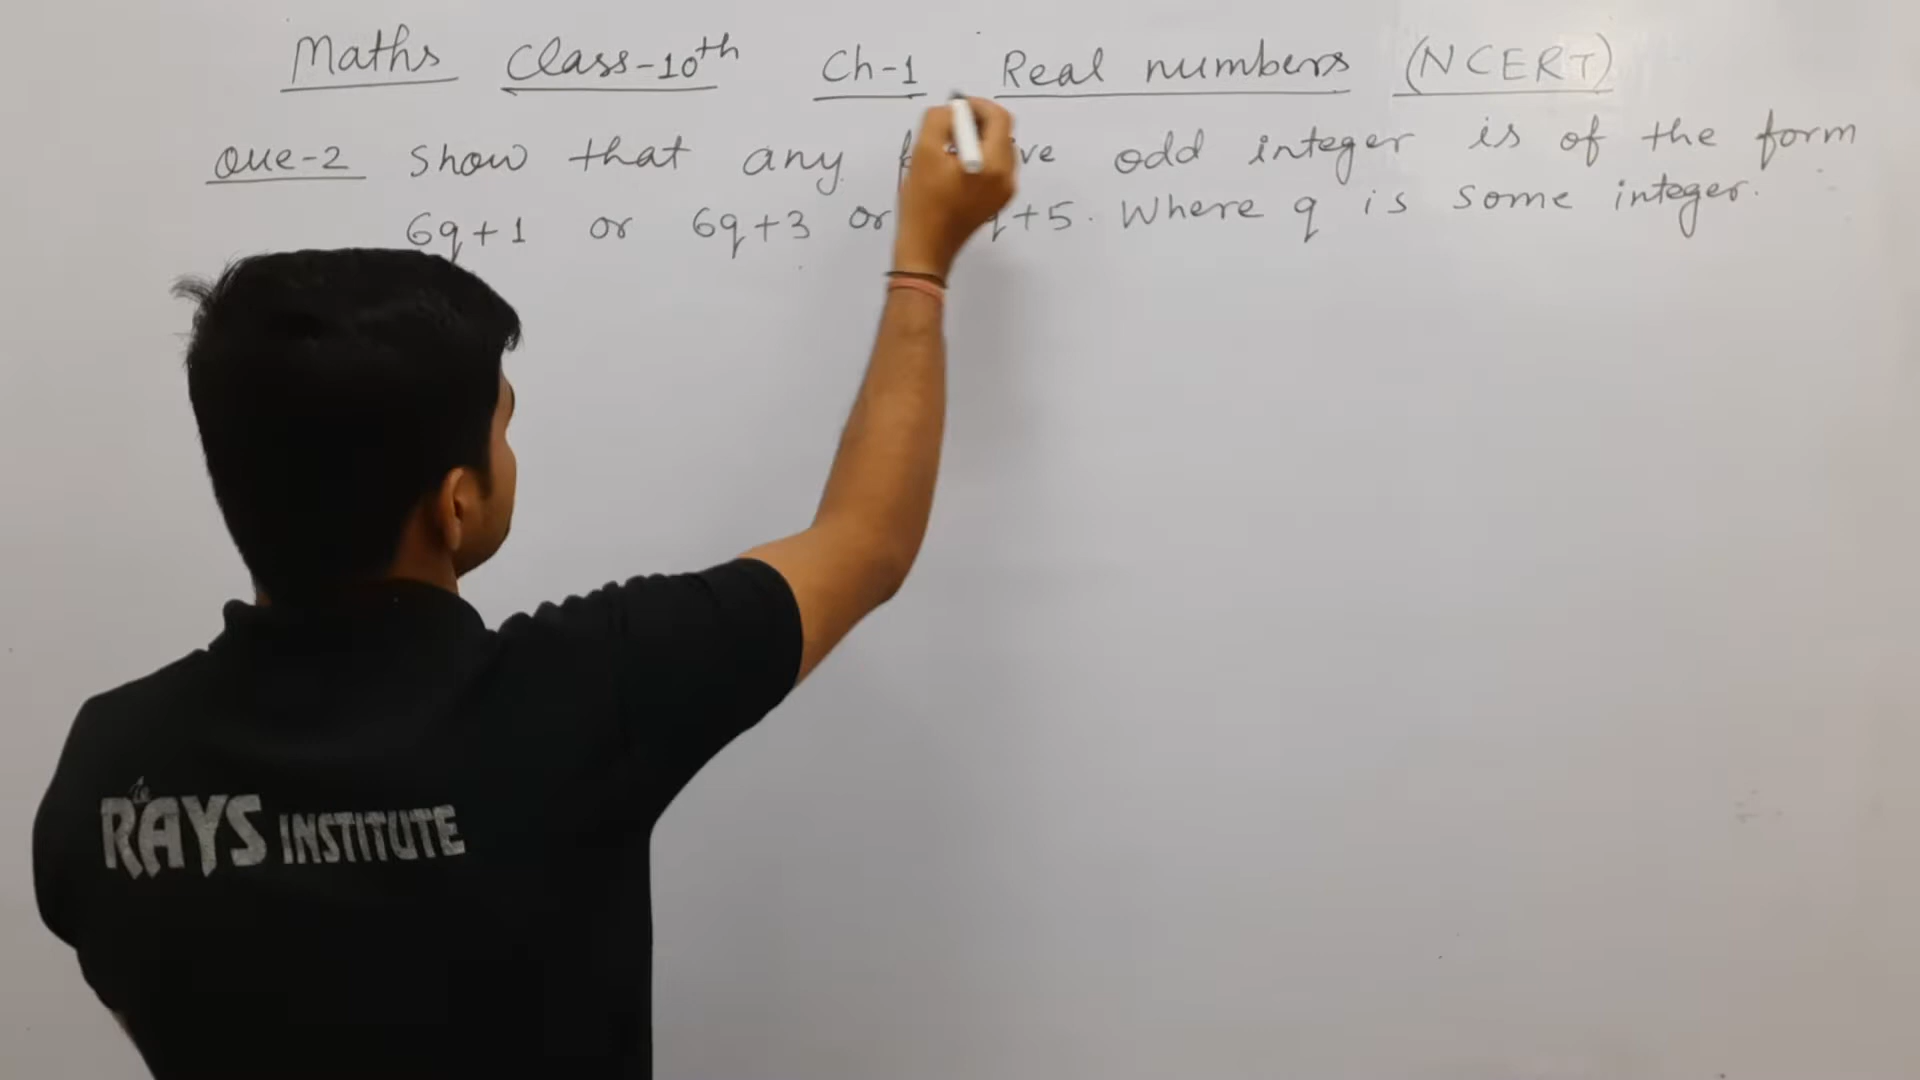 Maths Class-10th Ch-1 Real numbers (NCERT)
Que-2 Show that any odd integer is of the form
6q+1 or 6q+3 or q+5. Where q is some integer.
de
RAYS INSTITUTE